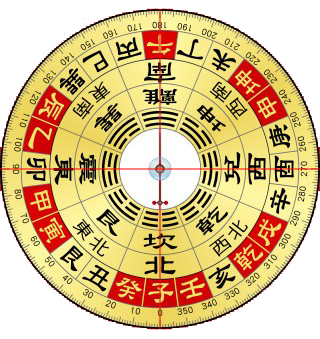 0 10 20 30 40 50 60 70 80 90 100 110 120 130 140 150 160 170 180 190 200 210 220 230 240 250 260 270 280 290 300 310 320 330 340 350
子 癸 丑 艮 寅 甲 卯 乙 辰 巽 巳 丙 午 丁 未 坤 申 庚 酉 辛 戌 乾 亥 壬
北 東北 東 東南 南 西南 西 西北
坎 艮 震 巽 離 坤 兌 乾